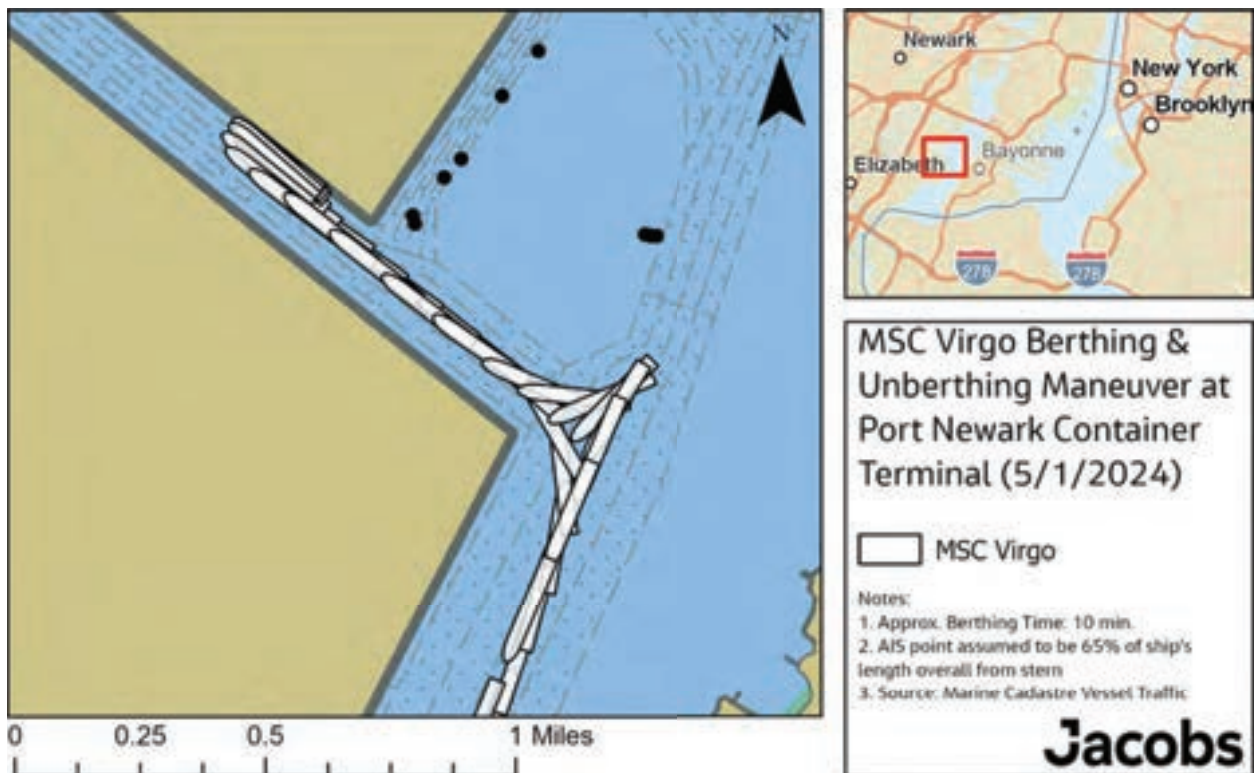 N
Newark
New York
Brooklyn
Elizabeth
Bayonne
278
278
MSC Virgo Berthing &
Unberthing Maneuver at
Port Newark Container
Terminal (5/1/2024)
MSC Virgo
Notes:
1. Approx. Berthing Time: 10 min.
2. AIS point assumed to be 65% of ship's
length overall from stern
3. Source: Marine Cadastre Vessel Traffic
0 0.25 0.5 1 Miles
Jacobs